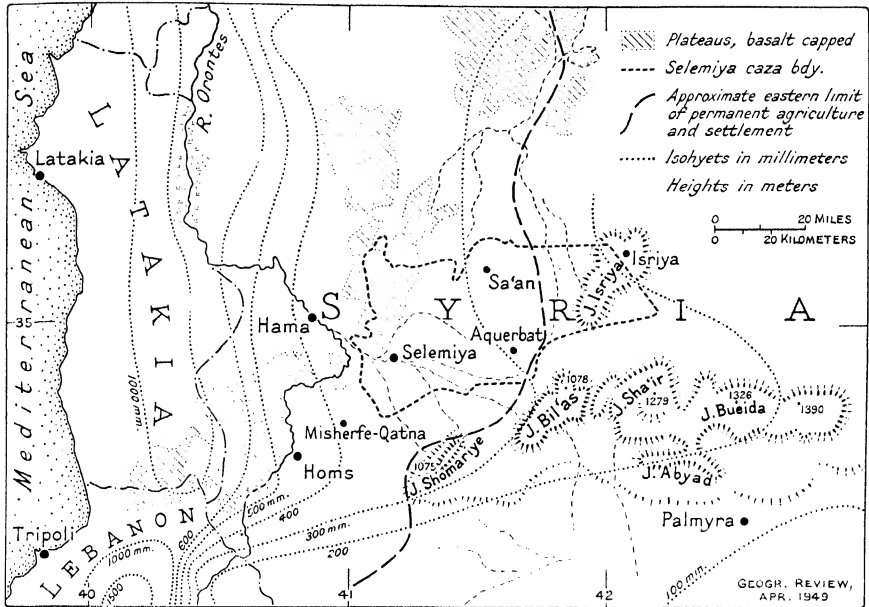 Plateaus, basalt capped
Selemiya caza bdy.
Approximate eastern limit
of permanent agriculture
and settlement
Isohyets in millimeters
Heights in meters
0 20 MILES
0 20 KILOMETERS
Mediterranean Sea
LATAKIA
R. Orontes
Latakia
Isriya
J. Isriya
Sa'an
SYRIA
35
Hama
Aquerbat
Selemiya
1000 mm.
1078
J. Bil'as
J. Sha'ir
1279
1326
J. Bueida
1390
Misherfe-Qatna
Homs
1075
J. Shomariye
J. Abyad
Palmyra
LEBANON
Tripoli
1000 mm.
600
mm.
400
300 mm.
200
100 mm.
1500
40
41
42
GEOGR. REVIEW,
APR. 1949